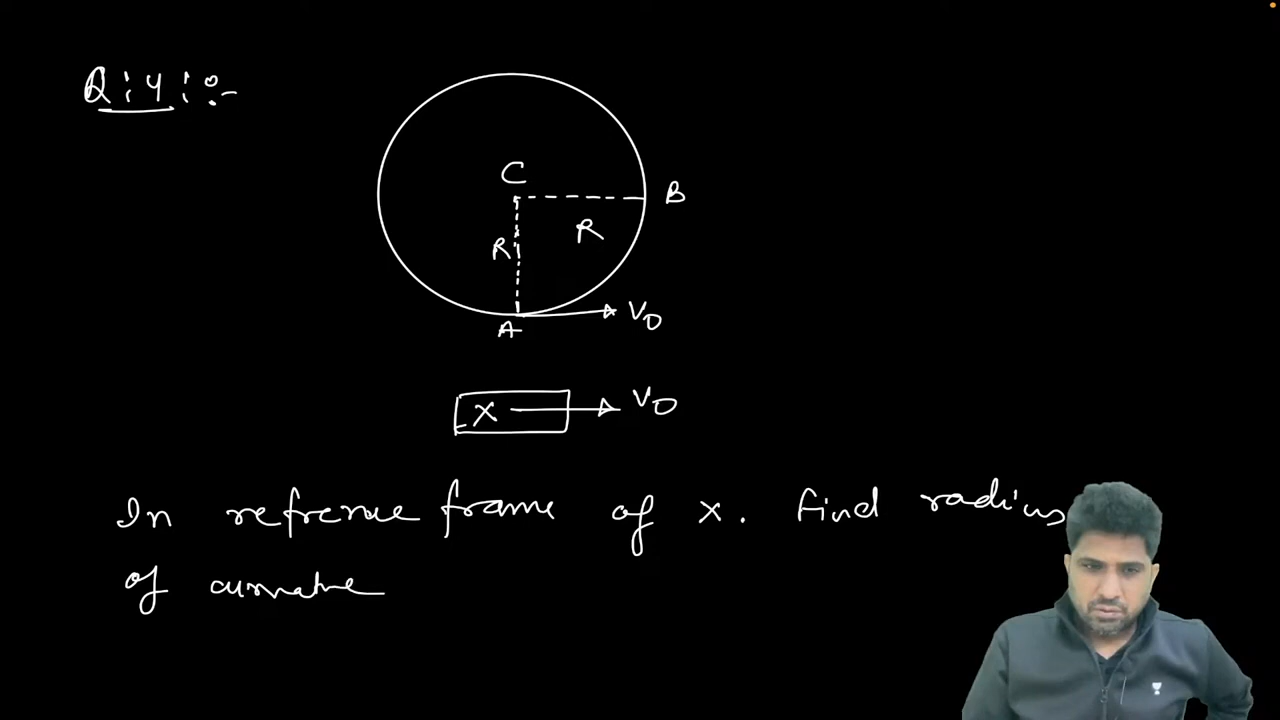 Q:4:-
C
B
R
R
V0
A
X
V0
In refrence frame of x. Find radius
of curvature